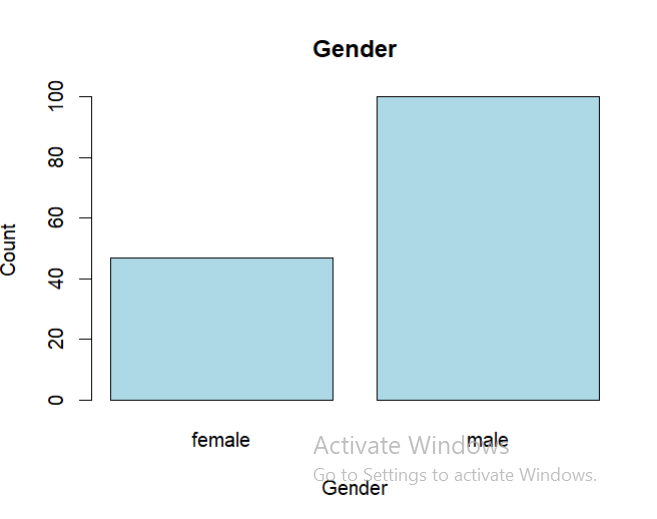 Gender
Count
100
80
60
40
20
0
female male
Activate Windows
Go to Settings to activate Windows.
Gender